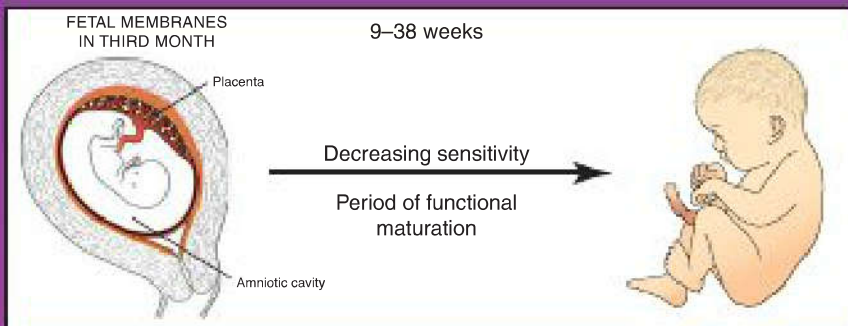 FETAL MEMBRANES
IN THIRD MONTH
9–38 weeks
Placenta
Decreasing sensitivity
Period of functional
maturation
Amniotic cavity